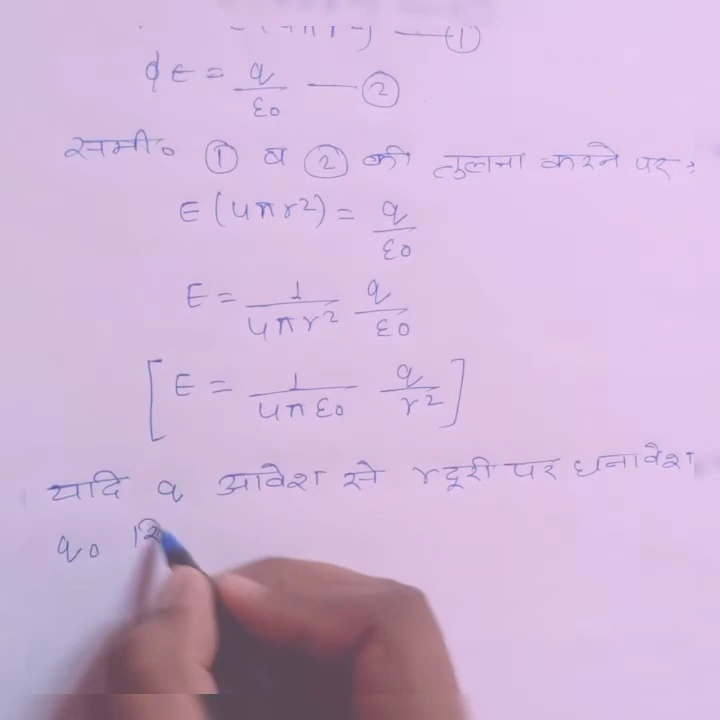 ①
ϕE = q/ε0 — ②
समी० ① व ② की तुलना करने पर,
E (4πr²) = q/ε0
E = 1/4πr² q/ε0
[E = 1/4πε0 q/r²]
यदि q आवेश से r दूरी पर धनावेश
q0